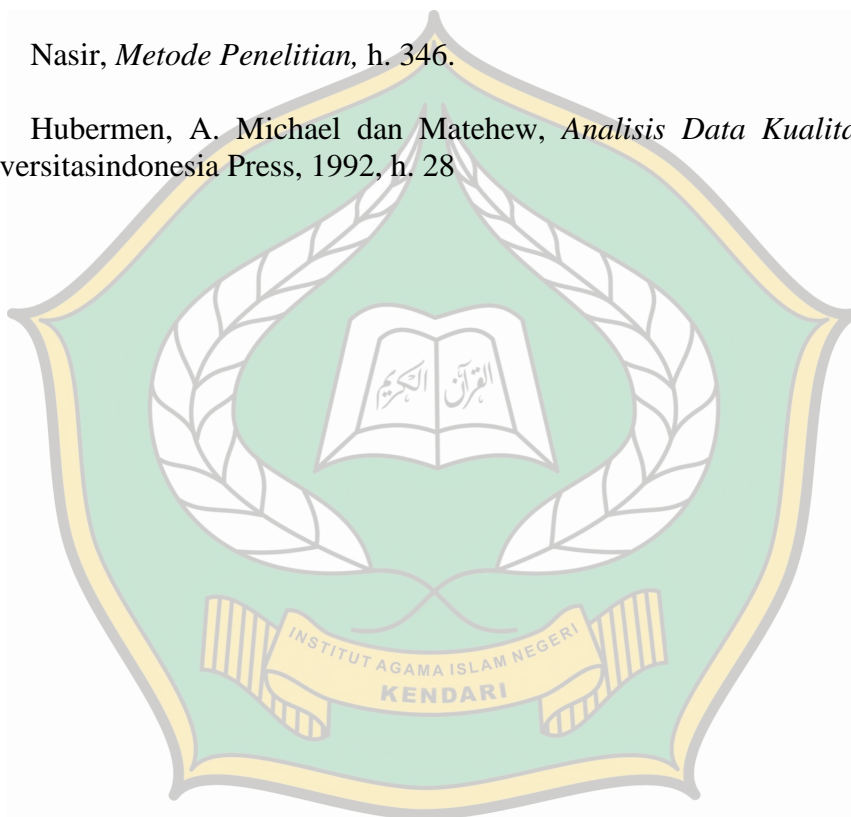 Nasir, Metode Penelitian, h. 346.
Hubermen, A. Michael dan Matehew, Analisis Data Kualita
versitasindonesia Press, 1992, h. 28
القرآن الكريم
INSTITUT AGAMA ISLAM NEGERI
KENDARI